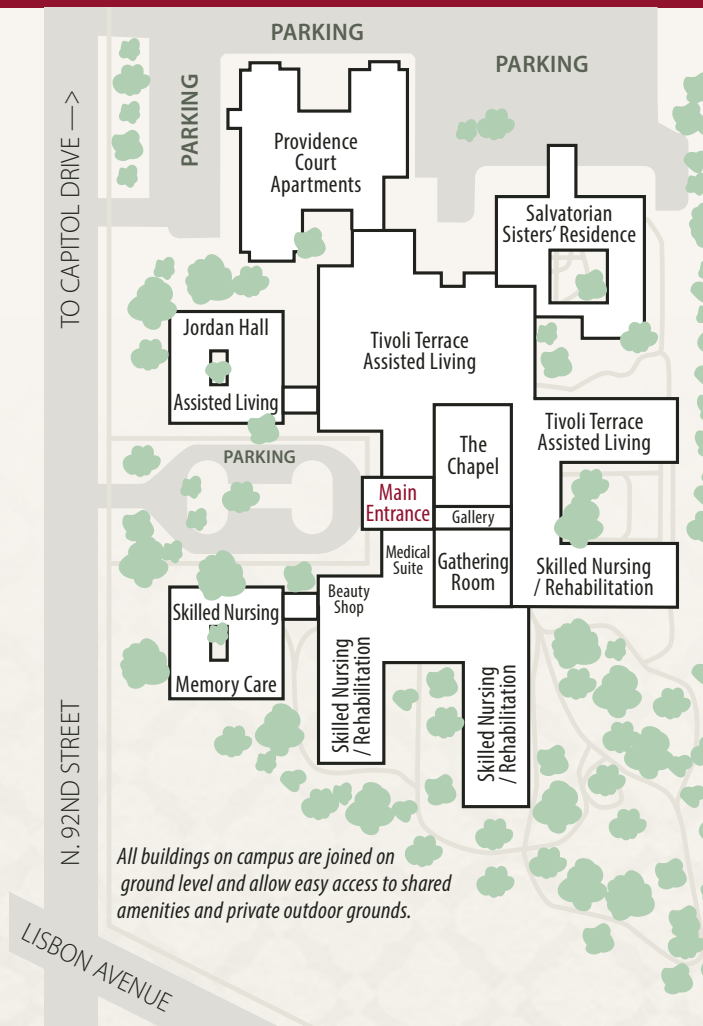 PARKING
PARKING
PARKING
TO CAPITOL DRIVE —>
Providence
Court
Apartments
Salvatorian
Sisters’ Residence
Jordan Hall
Assisted Living
Tivoli Terrace
Assisted Living
Tivoli Terrace
Assisted Living
The
Chapel
PARKING
Main
Entrance
Gallery
Medical
Suite
Gathering
Room
Skilled Nursing
/ Rehabilitation
Beauty
Shop
Skilled Nursing
Memory Care
Skilled Nursing
/ Rehabilitation
Skilled Nursing
/ Rehabilitation
N. 92ND STREET
All buildings on campus are joined on
ground level and allow easy access to shared
amenities and private outdoor grounds.
LISBON AVENUE